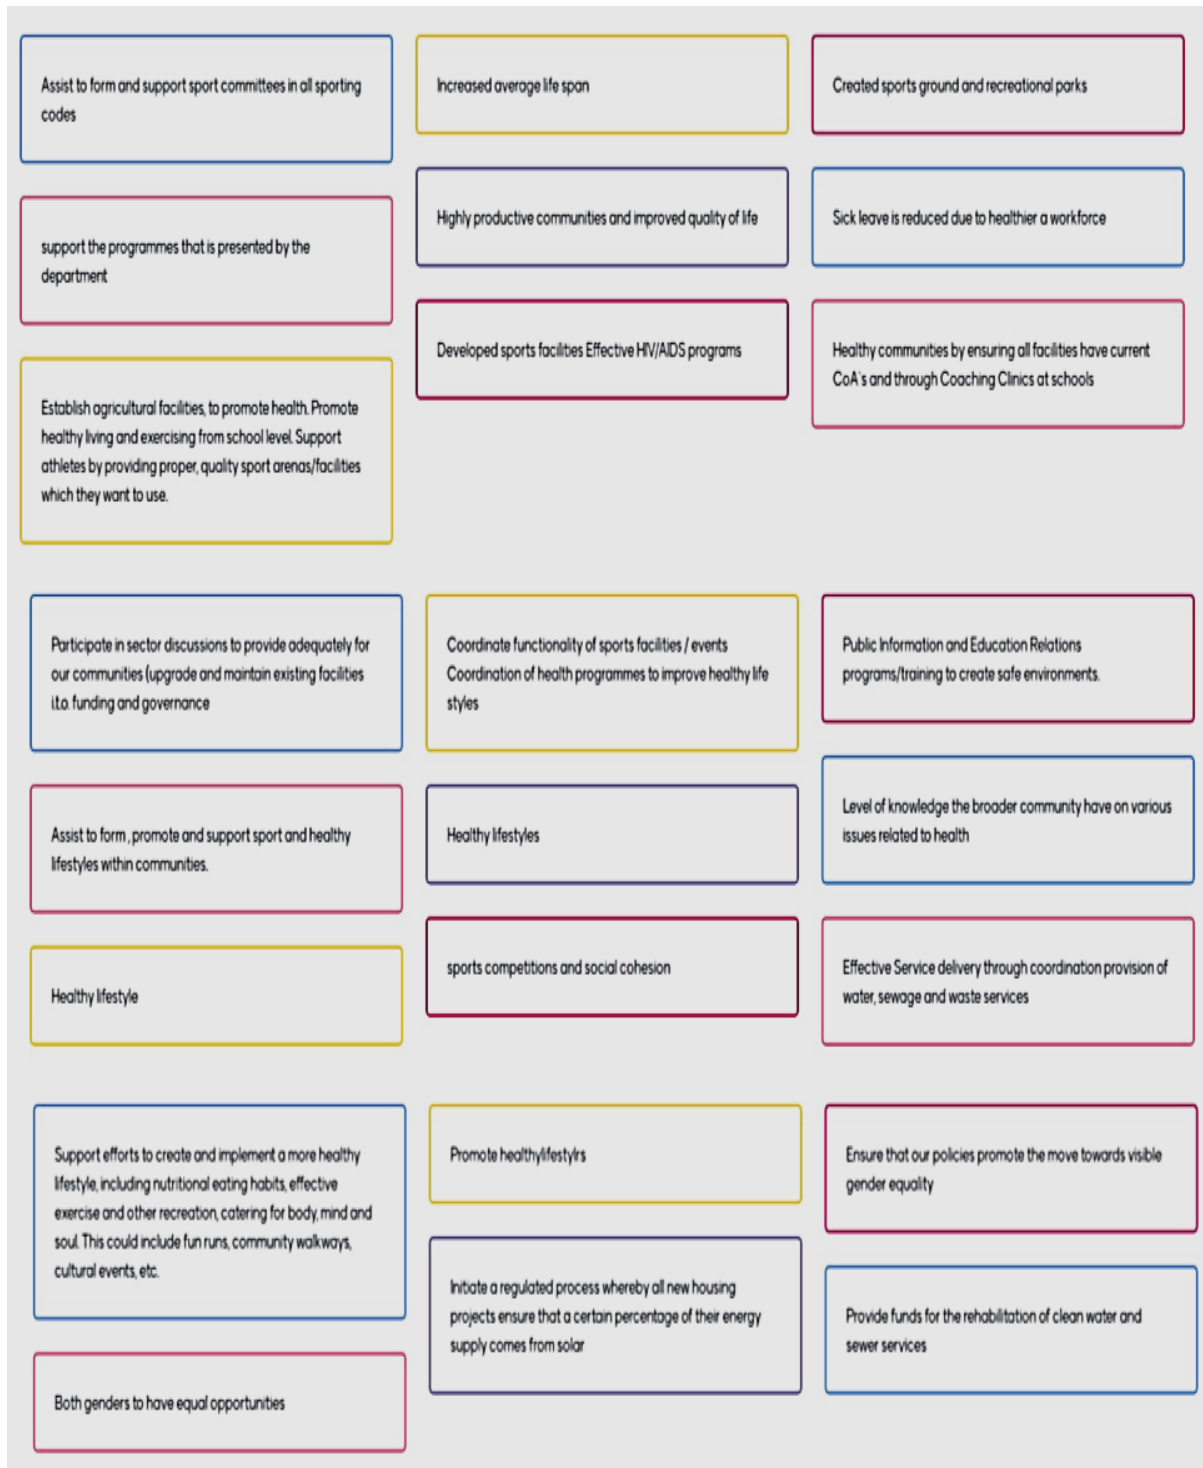 Assist to form and support sport committees in all sporting
codes
support the programmes that is presented by the
department
Establish agricultural facilities, to promote health. Promote
healthy living and exercising from school level. Support
athletes by providing proper, quality sport arenas/facilities
which they want to use.
Increased average life span
Highly productive communities and improved quality of life
Developed sports facilities Effective HIV/AIDS programs
Created sports ground and recreational parks
Sick leave is reduced due to healthier a workforce
Healthy communities by ensuring all facilities have current
CoA's and through Coaching Clinics at schools
Participate in sector discussions to provide adequately for
our communities (upgrade and maintain existing facilities
i.t.o. funding and governance
Assist to form , promote and support sport and healthy
lifestyles within communities.
Healthy lifestyle
Coordinate functionality of sports facilities / events
Coordination of health programmes to improve healthy life
styles
Healthy lifestyles
sports competitions and social cohesion
Public Information and Education Relations
programs/training to create safe environments.
Level of knowledge the broader community have on various
issues related to health
Effective Service delivery through coordination provision of
water, sewage and waste services
Support efforts to create and implement a more healthy
lifestyle, including nutritional eating habits, effective
exercise and other recreation, catering for body, mind and
soul. This could include fun runs, community walkways,
cultural events, etc.
Both genders to have equal opportunities
Promote healthylifestylrs
Initiate a regulated process whereby all new housing
projects ensure that a certain percentage of their energy
supply comes from solar
Ensure that our policies promote the move towards visible
gender equality
Provide funds for the rehabilitation of clean water and
sewer services